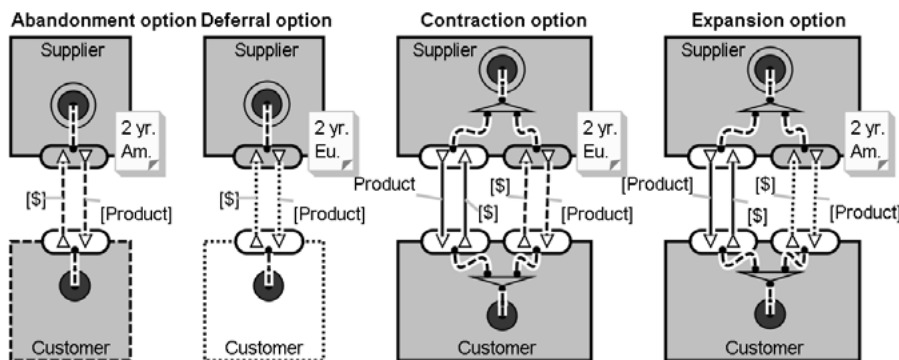 Abandonment option
Supplier
2 yr.
Am.
[$]
[Product]
Customer
Deferral option
Supplier
2 yr.
Eu.
[$]
[Product]
Customer
Contraction option
Supplier
2 yr.
Eu.
Product
[$]
[$]
[Product]
Customer
Expansion option
Supplier
2 yr.
Am.
[Product]
[$]
[$]
[Product]
Customer